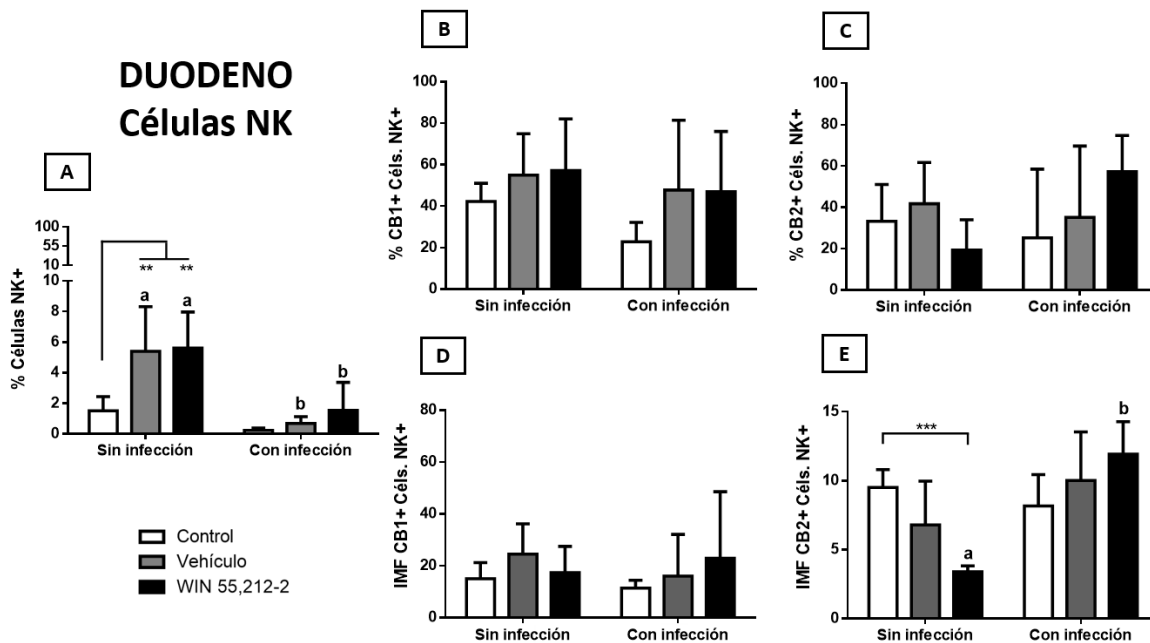 DUODENO
Células NK
A
% Células NK+
100
55
10
10
8
6
4
2
0
**
**
a
a
b
b
Sin infección
Con infección
Control
Vehículo
WIN 55,212-2
B
% CB1+ Céls. NK+
100
80
60
40
20
0
Sin infección
Con infección
C
% CB2+ Céls. NK+
100
80
60
40
20
0
Sin infección
Con infección
D
IMF CB1+ Céls. NK+
80
60
40
20
0
Sin infección
Con infección
E
IMF CB2+ Céls. NK+
15
10
5
0
***
a
b
Sin infección
Con infección